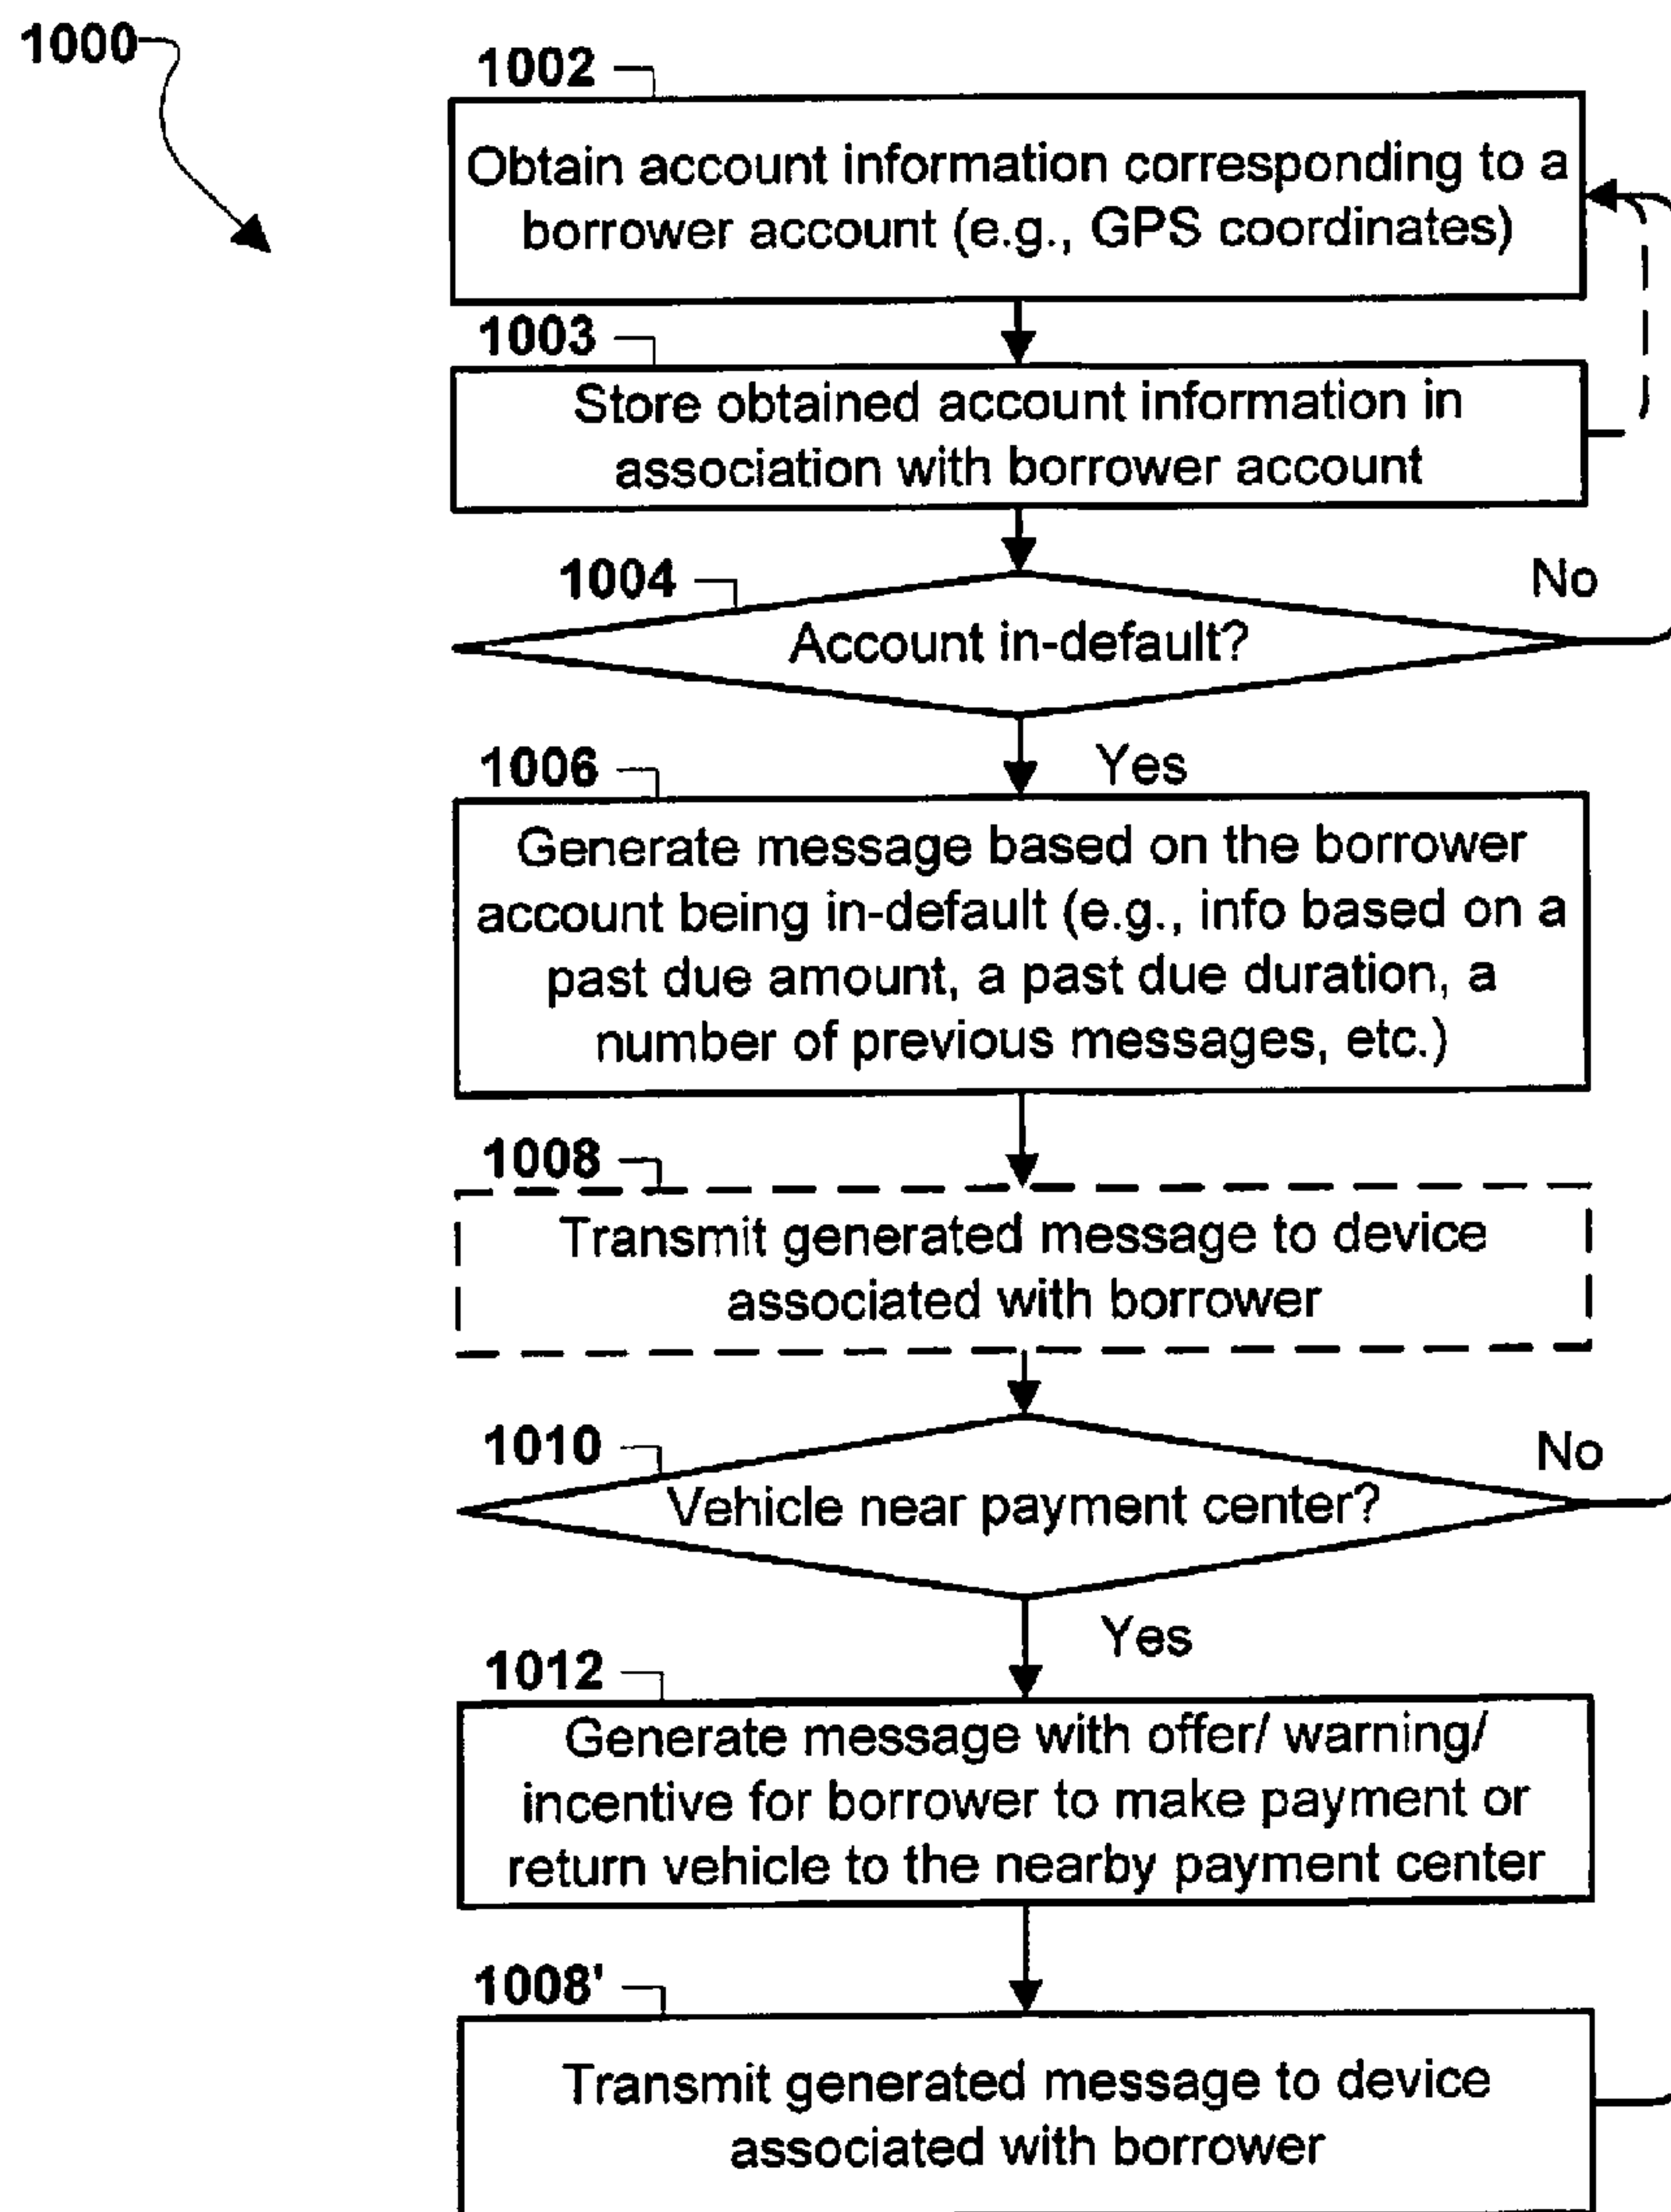 1000
1002
Obtain account information corresponding to a
borrower account (e.g., GPS coordinates)
1003
Store obtained account information in
association with borrower account
1004
No
Account in-default?
Yes
1006
Generate message based on the borrower
account being in-default (e.g., info based on a
past due amount, a past due duration, a
number of previous messages, etc.)
1008
Transmit generated message to device
associated with borrower
1010
No
Vehicle near payment center?
Yes
1012
Generate message with offer/ warning/
incentive for borrower to make payment or
return vehicle to the nearby payment center
1008'
Transmit generated message to device
associated with borrower